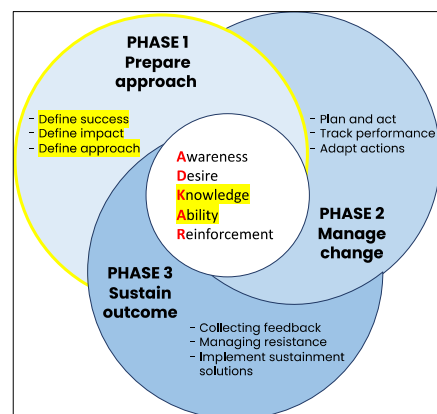 PHASE 1
Prepare
approach
- Define success
- Define impact
- Define approach
- Plan and act
- Track performance
- Adapt actions
Awareness
Desire
Knowledge
Ability
Reinforcement
PHASE 2
Manage
change
PHASE 3
Sustain
outcome
- Collecting feedback
- Managing resistance
- Implement sustainment
solutions